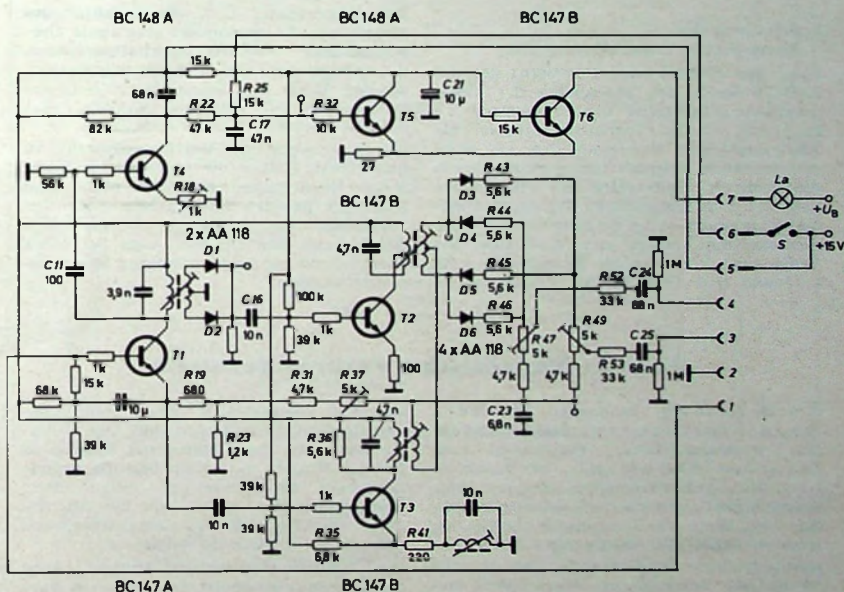 BC 148 A BC 148 A BC 147 B
15 k
68 n
R 25
15 k
C 21
10 µ
82 k
R 22
47 k
C 17
47 n
R 32
10 k
T5
15 k
T6
27
T4
56 k
1 k
R 18
1 k
BC 147 B
D3
R 43
5,6 k
7
La
+U_B
4,7 n
D4
R 44
5,6 k
6
S
+15 V
2 x AA 118
D1
D5
R 45
5,6 k
5
C 11
100
3,9 n
D2
C 16
10 n
100 k
D6
R 46
5,6 k
R 52
33 k
C 24
68 n
1 M
4
T1
1 k
39 k
1 k
T2
4 x AA 118
R 47
5 k
R 49
5 k
3
15 k
100
4,7 k
4,7 k
R 53
33 k
C 25
68 n
1 M
2
68 k
10 µ
R 19
680
R 31
4,7 k
R 37
5 k
1
39 k
R 23
1,2 k
R 36
5,6 k
4,7 n
C 23
6,8 n
10 n
39 k
1 k
T3
10 n
39 k
R 35
6,8 k
R 41
220
BC 147 A BC 147 B